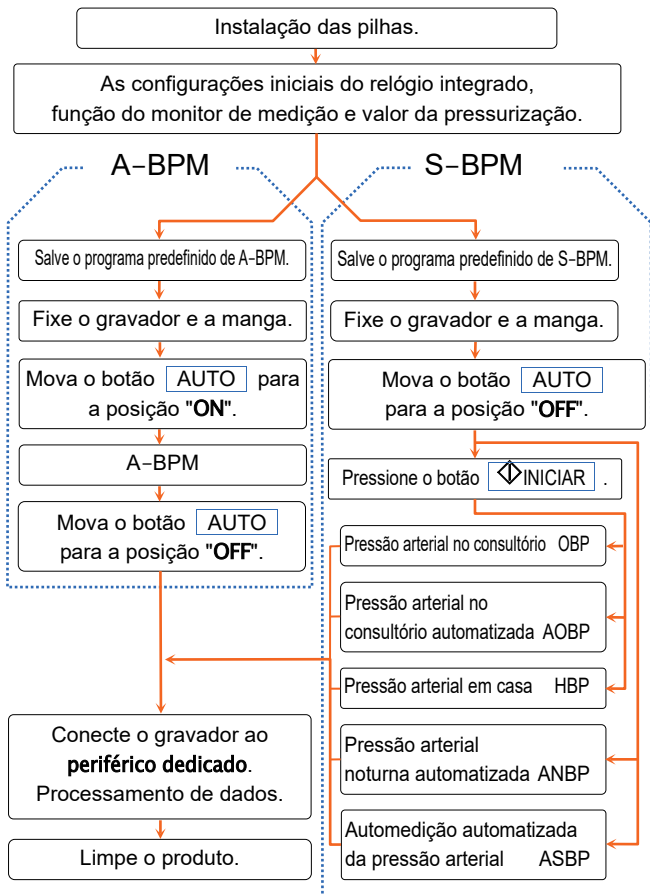 Instalação das pilhas.
As configurações iniciais do relógio integrado,
função do monitor de medição e valor da pressurização.
A-BPM
Salve o programa predefinido de A-BPM.
Fixe o gravador e a manga.
Mova o botão AUTO para
a posição "ON".
A-BPM
Mova o botão AUTO
para a posição "OFF".
S-BPM
Salve o programa predefinido de S-BPM.
Fixe o gravador e a manga.
Mova o botão AUTO
para a posição "OFF".
Pressione o botão INICIAR .
Pressão arterial no consultório OBP
Pressão arterial no
consultório automatizada AOBP
Pressão arterial em casa HBP
Pressão arterial
noturna automatizada ANBP
Automedição automatizada
da pressão arterial ASBP
Conecte o gravador ao
periférico dedicado.
Processamento de dados.
Limpe o produto.